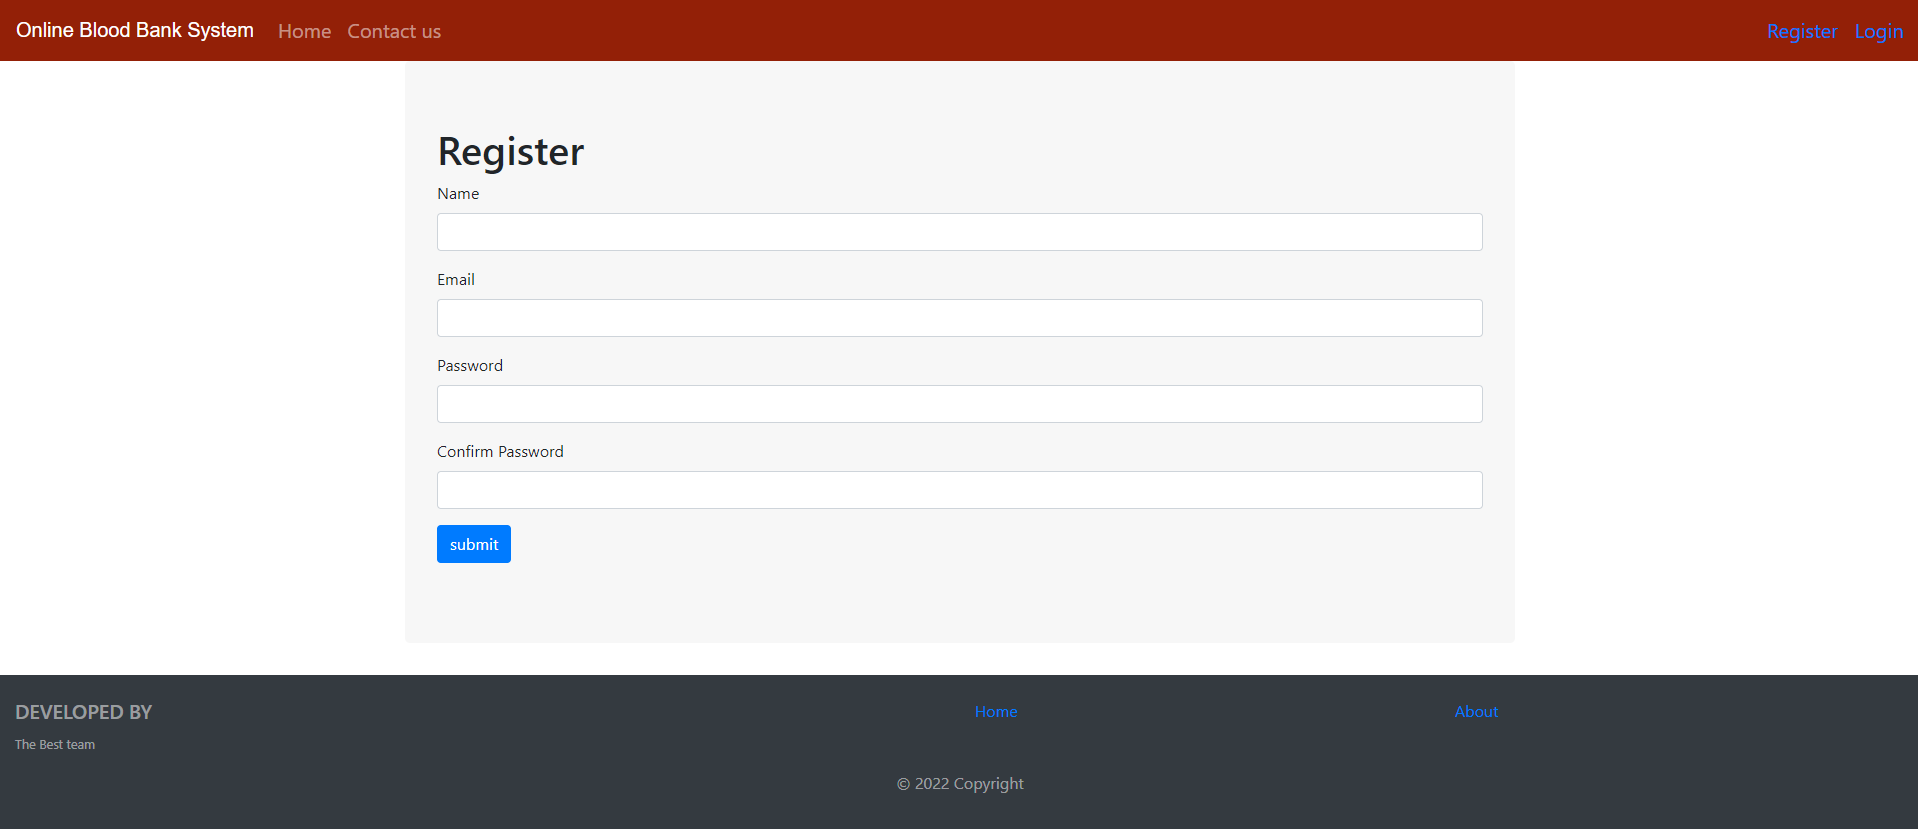 Online Blood Bank System Home Contact us Register Login
Register
Name
Email
Password
Confirm Password
submit
DEVELOPED BY Home About
The Best team
© 2022 Copyright